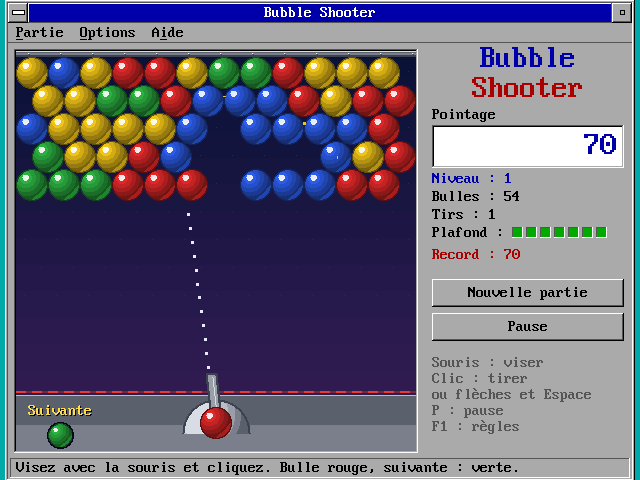 Bubble Shooter
Partie Options Aide
Bubble
Shooter
Pointage
70
Niveau : 1
Bulles : 54
Tirs : 1
Plafond :
Record : 70
Nouvelle partie
Pause
Souris : viser
Clic : tirer
ou flèches et Espace
P : pause
F1 : règles
Suivante
Visez avec la souris et cliquez. Bulle rouge, suivante : verte.